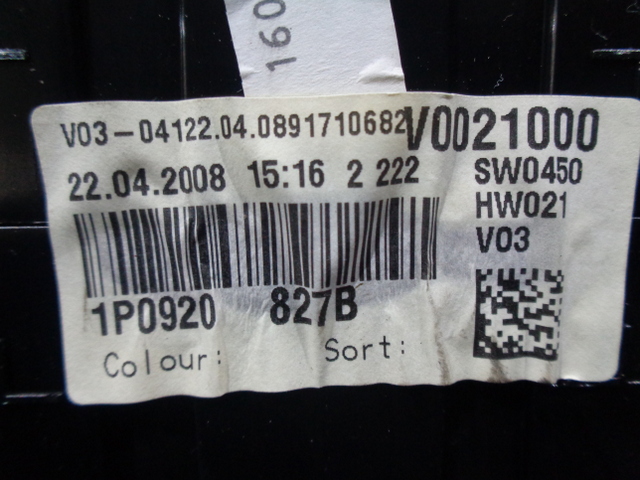 160
V03-04122.04.0891710682
V0021000
22.04.2008 15:16 2 222
SW0450
HW021
V03
1P0920 827B
Colour: Sort: